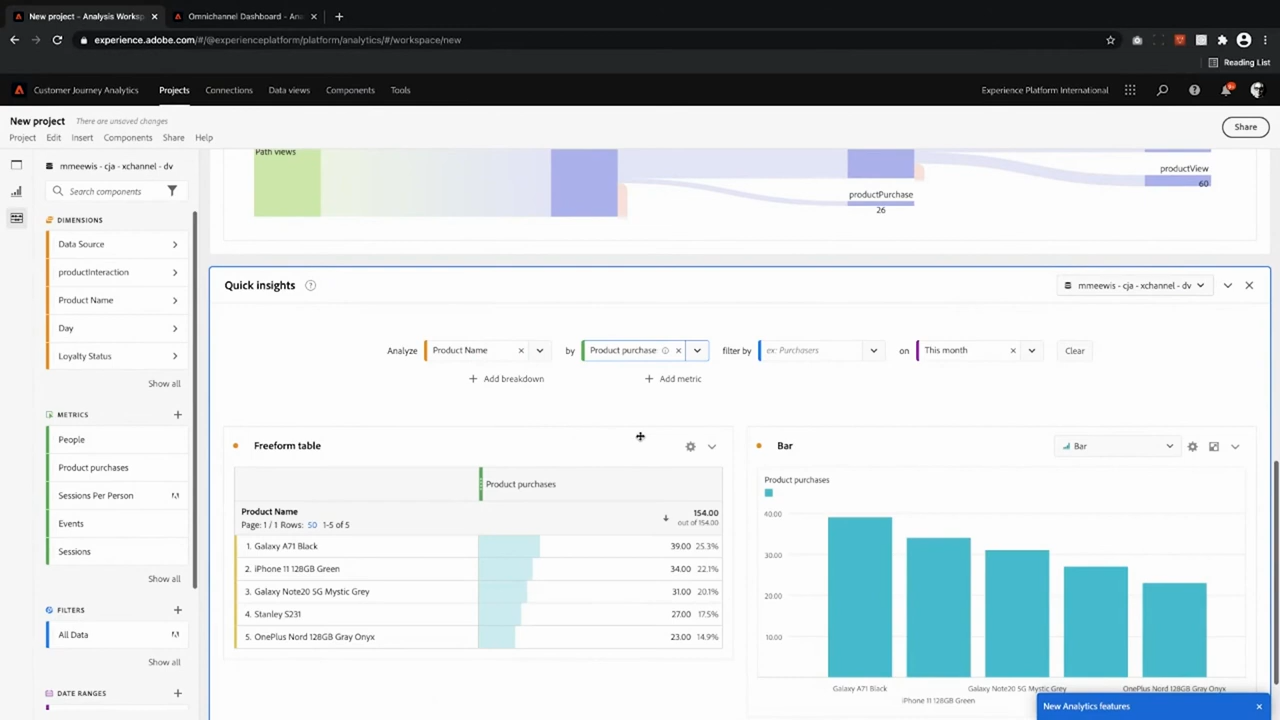 New project - Analysis Worksp
Omnichannel Dashboard - Ana
experience.adobe.com/#/@experienceplatform/platform/analytics/#/workspace/new
Reading List
Customer Journey Analytics
Projects
Connections
Data views
Components
Tools
Experience Platform International
New project
There are unsaved changes
Project
Edit
Insert
Components
Share
Help
Share
mmeewis - cja - xchannel - dv
Search components
DIMENSIONS
Data Source
productInteraction
Product Name
Day
Loyalty Status
Show all
METRICS
People
Product purchases
Sessions Per Person
Events
Sessions
Show all
FILTERS
All Data
Show all
DATE RANGES
Path views
productPurchase
26
productView
60
Quick insights
mmeewis - cja - xchannel - dv
Analyze
Product Name
by
Product purchase
filter by
ex: Purchasers
on
This month
Clear
Add breakdown
Add metric
Freeform table
Product purchases
Product Name
Page: 1 / 1 Rows: 50 1-5 of 5
154.00
out of 154.00
1. Galaxy A71 Black 39.00 25.3%
2. iPhone 11 128GB Green 34.00 22.1%
3. Galaxy Note20 5G Mystic Grey 31.00 20.1%
4. Stanley S231 27.00 17.5%
5. OnePlus Nord 128GB Gray Onyx 23.00 14.9%
Bar
Bar
Product purchases
40.00
30.00
20.00
10.00
Galaxy A71 Black
iPhone 11 128GB Green
Galaxy Note20 5G Mystic Grey
OnePlus Nord 128GB Gray Onyx
New Analytics features